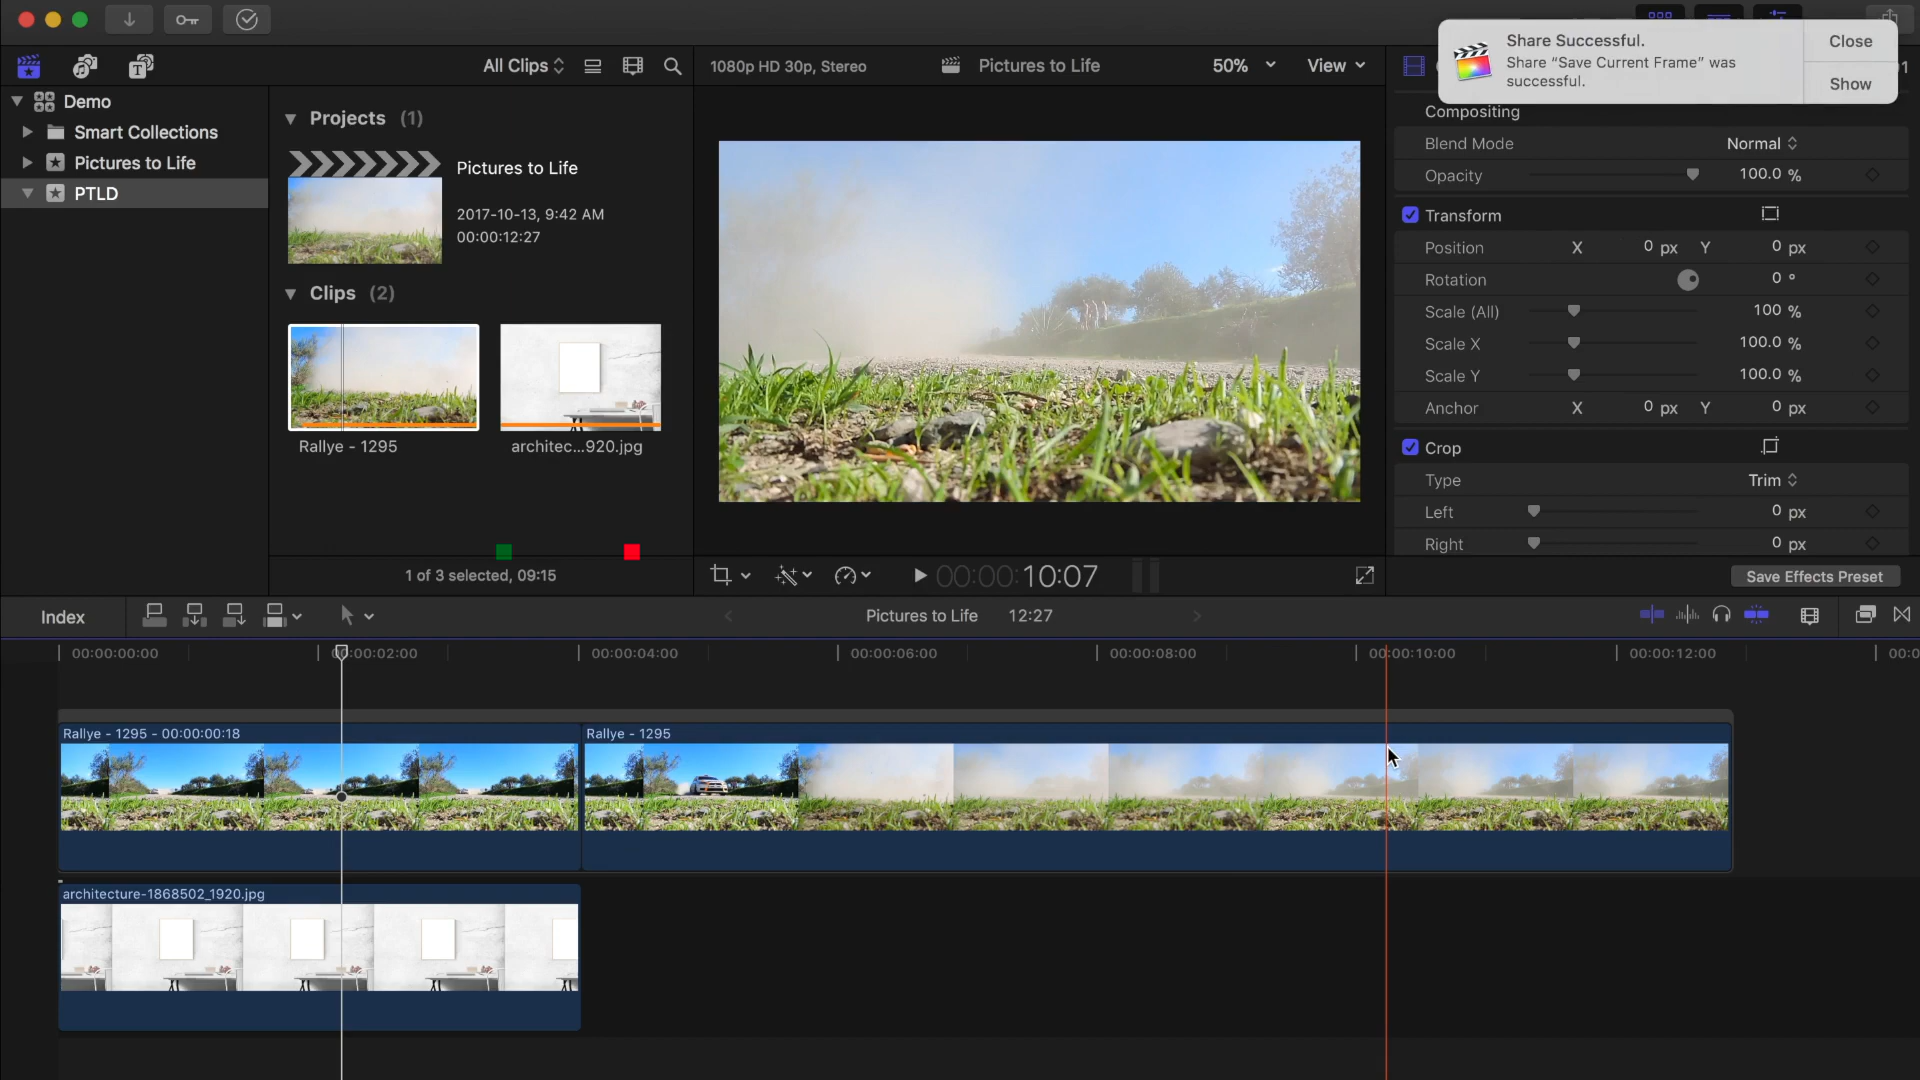 Share Successful.
Share “Save Current Frame” was
successful.
Close
Show
All Clips
1080p HD 30p, Stereo
Pictures to Life
50%
View
Demo
Smart Collections
Pictures to Life
PTLD
Projects (1)
Pictures to Life
2017-10-13, 9:42 AM
00:00:12:27
Clips (2)
Rallye - 1295
architec...920.jpg
1 of 3 selected, 09:15
00:00:10:07
Compositing
Blend Mode Normal
Opacity 100.0 %
Transform
Position X 0 px Y 0 px
Rotation 0 °
Scale (All) 100 %
Scale X 100.0 %
Scale Y 100.0 %
Anchor X 0 px Y 0 px
Crop
Type Trim
Left 0 px
Right 0 px
Save Effects Preset
Index
Pictures to Life 12:27
00:00:00:00 00:00:02:00 00:00:04:00 00:00:06:00 00:00:08:00 00:00:10:00 00:00:12:00 00:0
Rallye - 1295 - 00:00:00:18
Rallye - 1295
architecture-1868502_1920.jpg